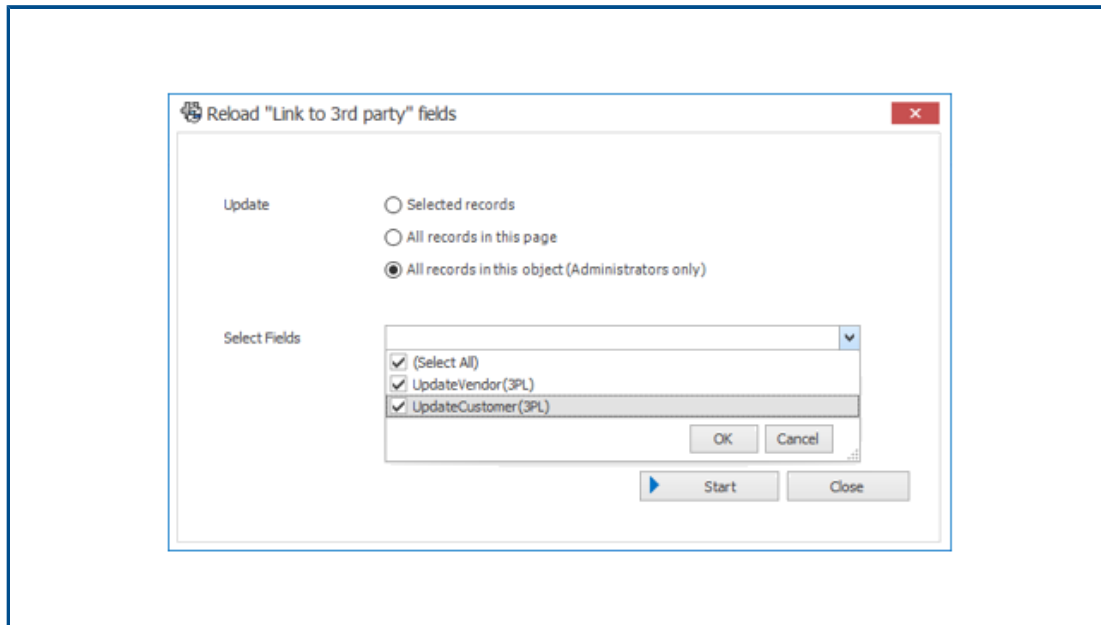 Reload "Link to 3rd party" fields
Update
Selected records
All records in this page
All records in this object (Administrators only)
Select Fields
(Select All)
UpdateVendor(3PL)
UpdateCustomer(3PL)
OK Cancel
Start Close